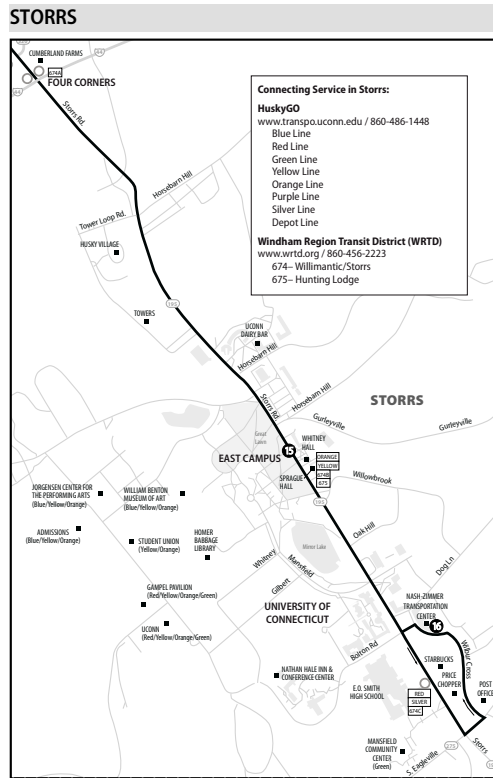 STORRS
CUMBERLAND FARMS
44
674A
FOUR CORNERS
44
Storrs Rd.
Connecting Service in Storrs:
HuskyGO
www.transpo.uconn.edu / 860-486-1448
Blue Line
Red Line
Green Line
Yellow Line
Orange Line
Purple Line
Silver Line
Depot Line
Windham Region Transit District (WRTD)
www.wrtd.org / 860-456-2223
674– Willimantic/Storrs
675– Hunting Lodge
Horsebarn Hill
Tower Loop Rd.
HUSKY VILLAGE
195
TOWERS
UCONN
DAIRY BAR
Horsebarn Hill
Storrs Rd.
Horsebarn Hill
STORRS
Gurleyville
Gurleyville
Great
Lawn
WHITNEY
HALL
15
EAST CAMPUS
ORANGE
YELLOW
674B
675
SPRAGUE
HALL
Willowbrook
195
JORGENSEN CENTER FOR
THE PERFORMING ARTS
(Blue/Yellow/Orange)
WILLIAM BENTON
MUSEUM OF ART
(Blue/Yellow/Orange)
ADMISSIONS
(Blue/Yellow/Orange)
STUDENT UNION
(Yellow/Orange)
HOMER
BABBAGE
LIBRARY
Whitney
Mirror Lake
Mansfield
Oak Hill
Dog Ln
Gilbert
GAMPEL PAVILION
(Red/Yellow/Orange/Green)
UNIVERSITY OF
CONNECTICUT
NASH-ZIMMER
TRANSPORTATION
CENTER
16
UCONN
(Red/Yellow/Orange/Green)
Bolton Rd
Wilbur Cross
STARBUCKS
NATHAN HALE INN &
CONFERENCE CENTER
PRICE
CHOPPER
E.O. SMITH
HIGH SCHOOL
RED
SILVER
674C
POST
OFFICE
MANSFIELD
COMMUNITY
CENTER
(Green)
S. Eagleville
275
Storrs